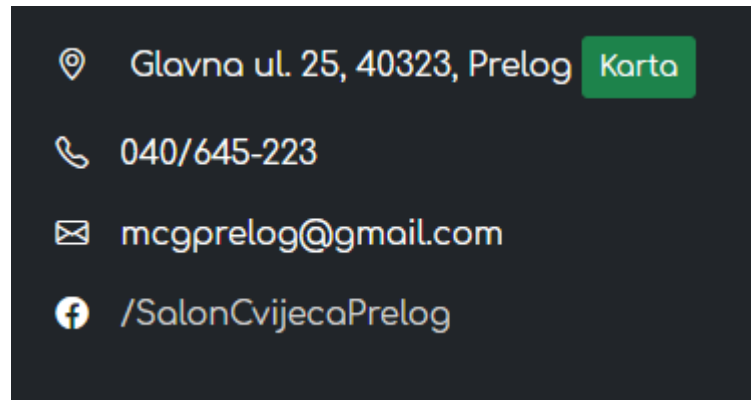 Glavna ul. 25, 40323, Prelog Karta
040/645-223
mcgprelog@gmail.com
/SalonCvijecaPrelog